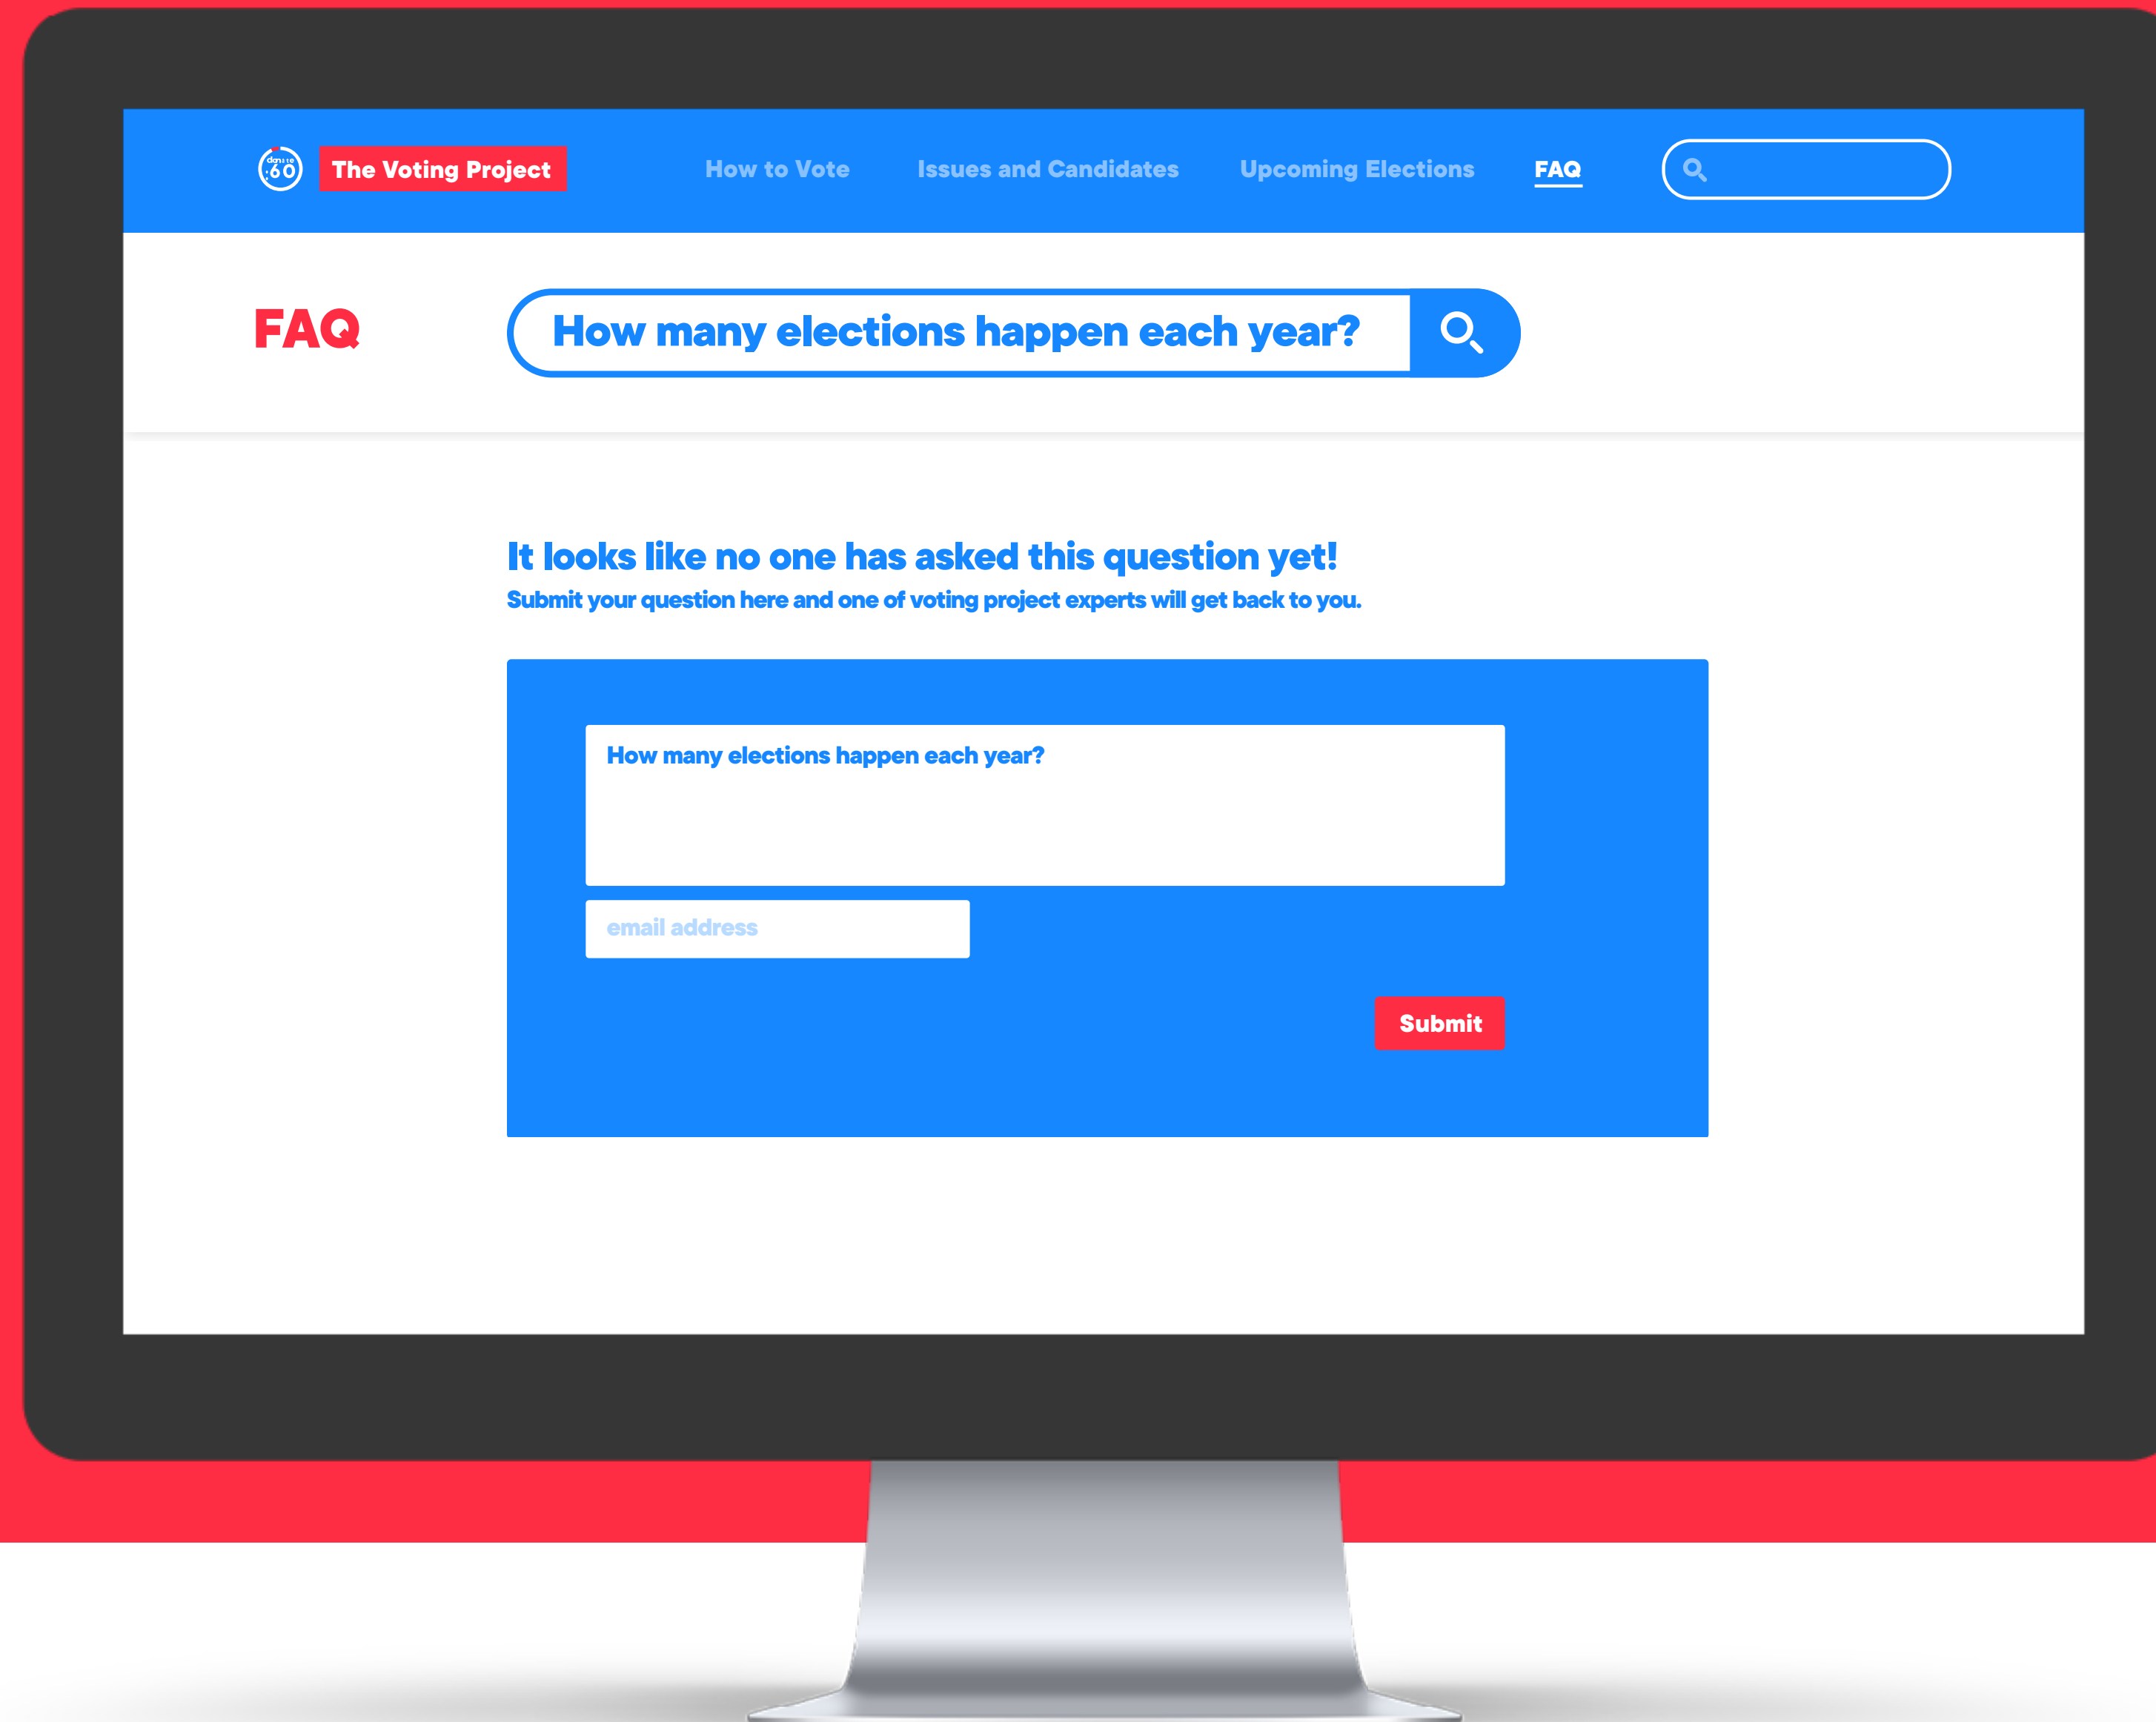 :60
The Voting Project
How to Vote
Issues and Candidates
Upcoming Elections
FAQ
FAQ
How many elections happen each year?
It looks like no one has asked this question yet!
Submit your question here and one of voting project experts will get back to you.
How many elections happen each year?
email address
Submit